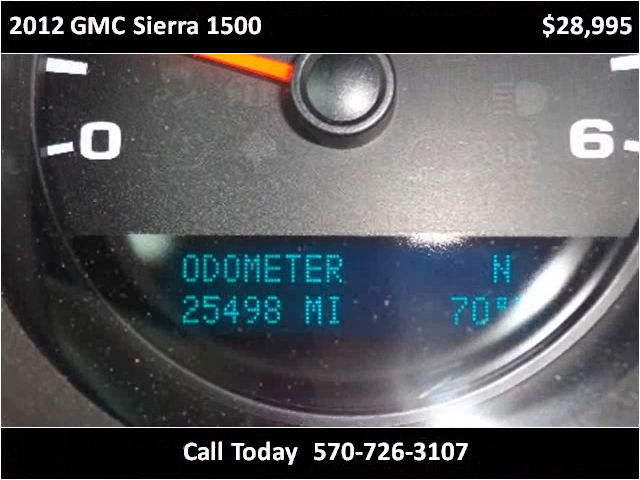 2012 GMC Sierra 1500 $28,995
0 6
ODOMETER N
25498 MI 70°
Call Today 570-726-3107